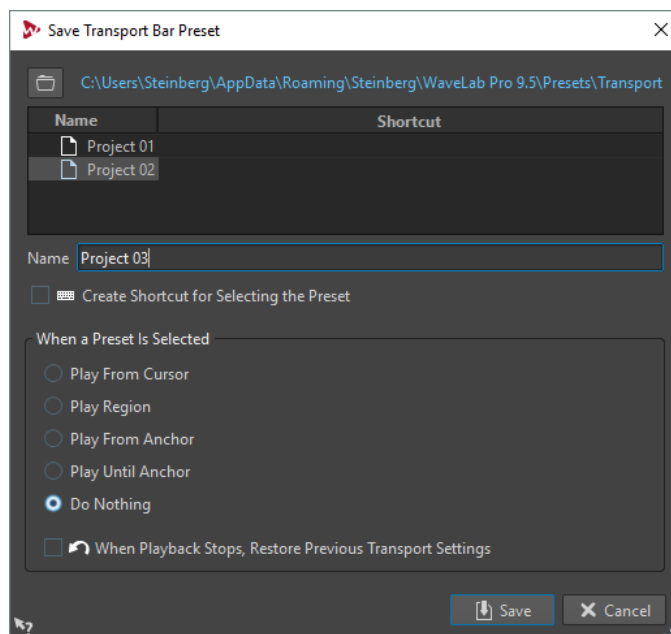 Save Transport Bar Preset
C:\Users\Steinberg\AppData\Roaming\Steinberg\WaveLab Pro 9.5\Presets\Transport
Name Shortcut
Project 01
Project 02
Name Project 03
Create Shortcut for Selecting the Preset
When a Preset Is Selected
Play From Cursor
Play Region
Play From Anchor
Play Until Anchor
Do Nothing
When Playback Stops, Restore Previous Transport Settings
Save Cancel